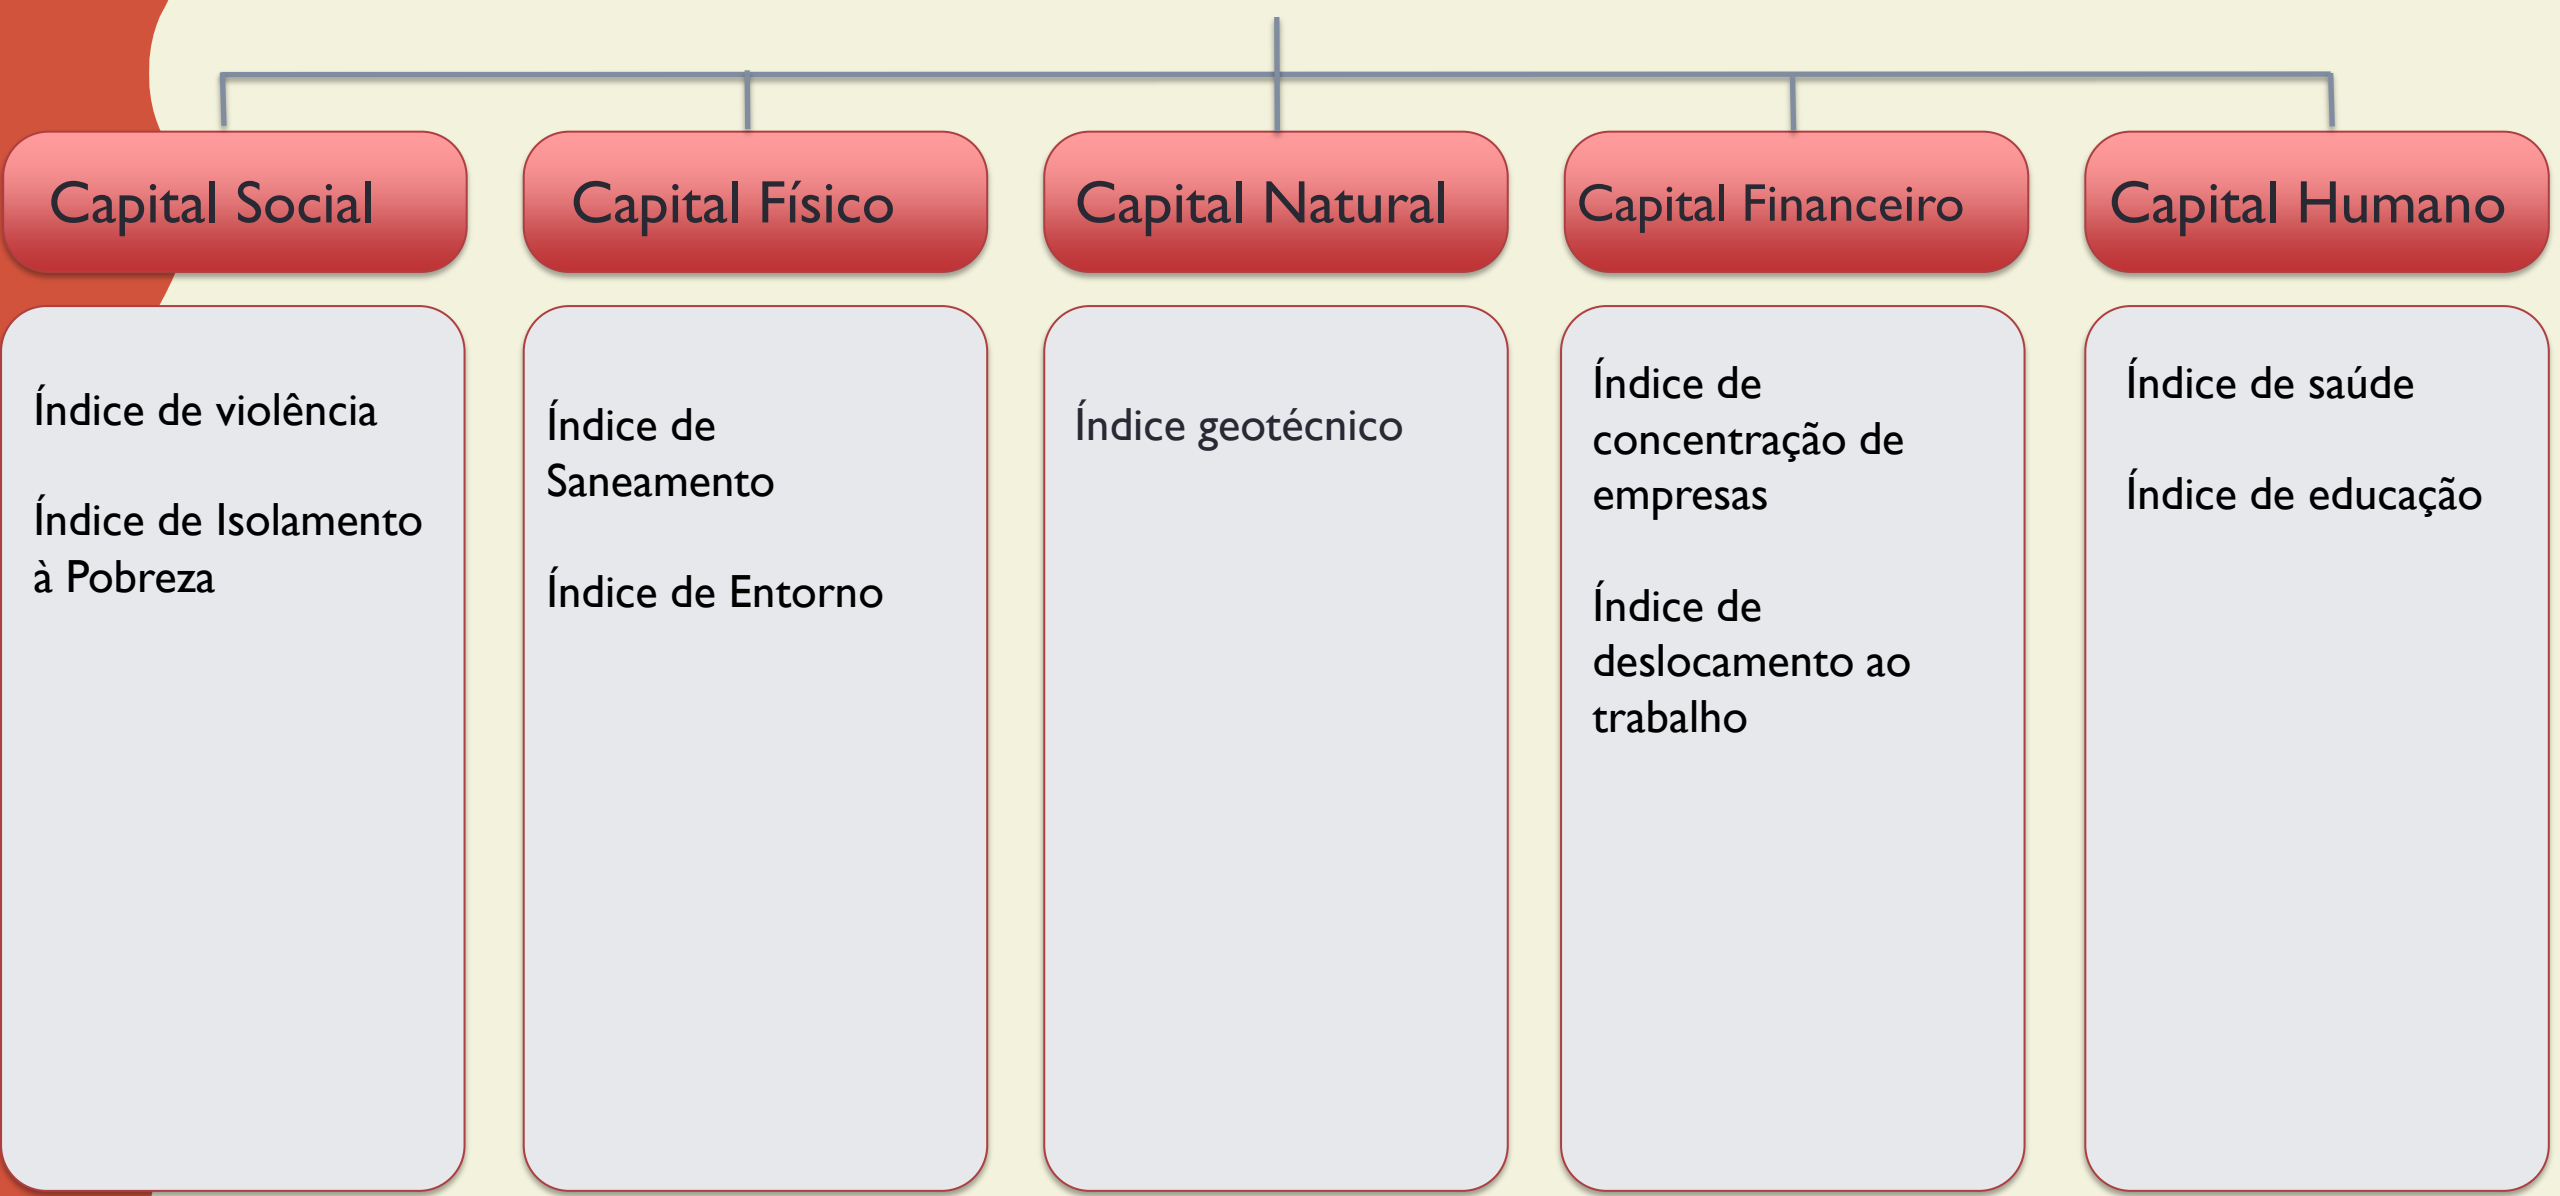 Capital Social
Capital Físico
Capital Natural
Capital Financeiro
Capital Humano
Índice de violência
Índice de Isolamento
à Pobreza
Índice de
Saneamento
Índice de Entorno
Índice geotécnico
Índice de
concentração de
empresas
Índice de
deslocamento ao
trabalho
Índice de saúde
Índice de educação